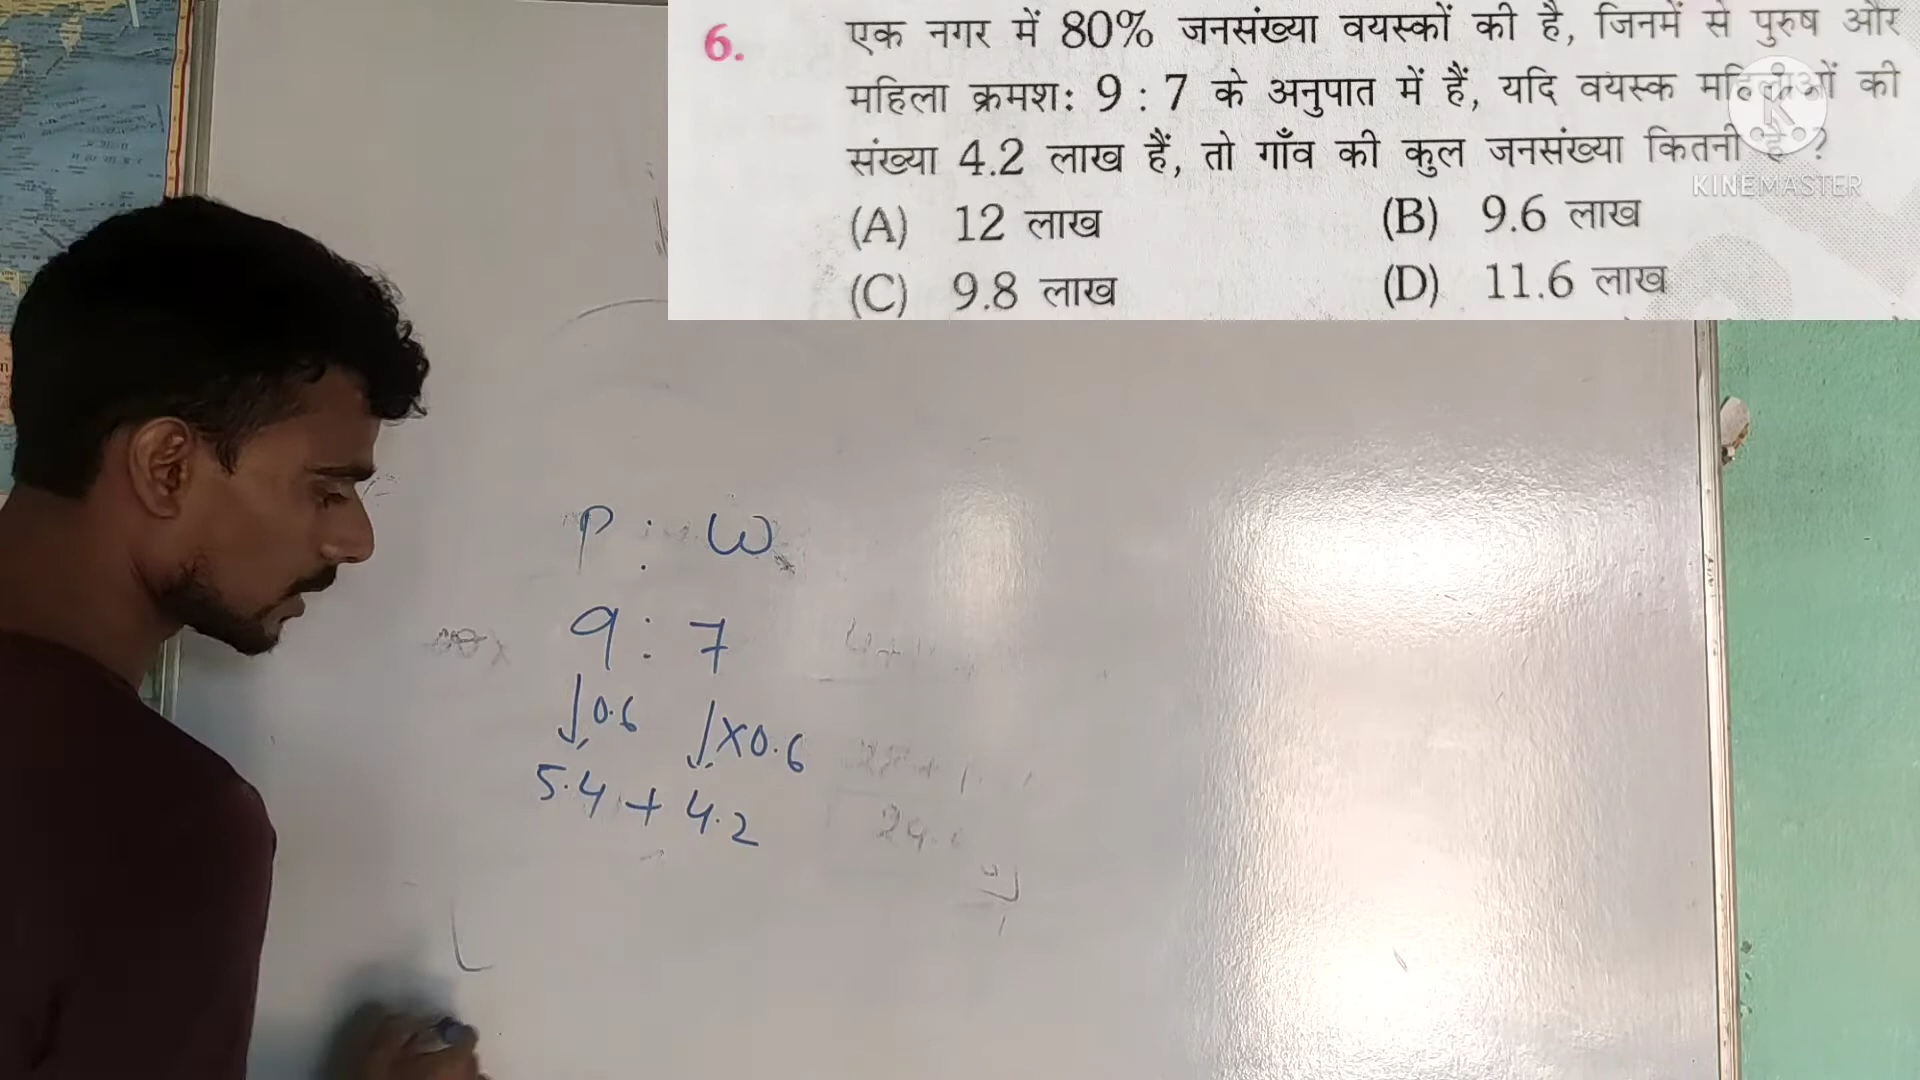 6. एक नगर में 80% जनसंख्या वयस्कों की है, जिनमें से पुरुष और
महिला क्रमशः 9 : 7 के अनुपात में हैं, यदि वयस्क महिलाओं की
संख्या 4.2 लाख हैं, तो गाँव की कुल जनसंख्या कितनी है ?
KINEMASTER
(A) 12 लाख (B) 9.6 लाख
(C) 9.8 लाख (D) 11.6 लाख
P : W
9 : 7
0.6 ×0.6
5.4 + 4.2